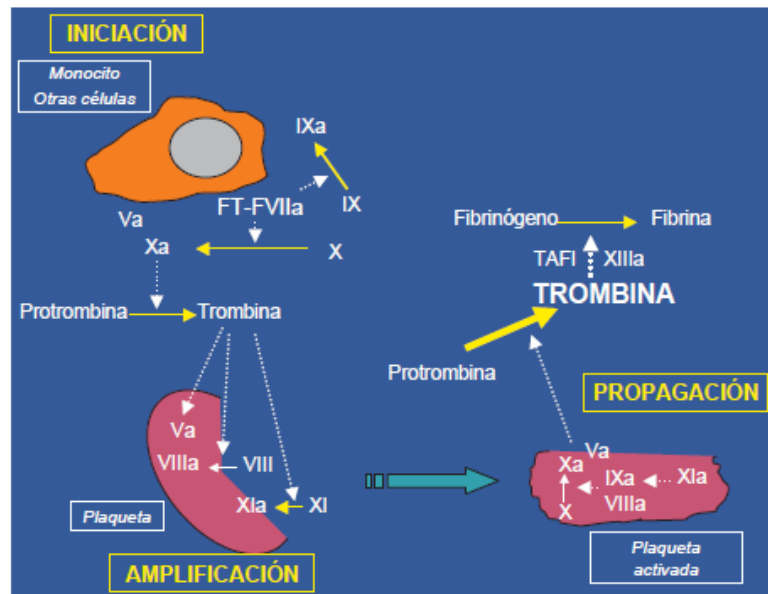 INICIACIÓN
Monocito
Otras células
IXa
FT-FVIIa
IX
Va
Xa
X
Protrombina
Trombina
Va
VIIIa
VIII
XIa
XI
Plaqueta
AMPLIFICACIÓN
Fibrinógeno
Fibrina
TAFI
XIIIa
TROMBINA
Protrombina
PROPAGACIÓN
Va
Xa
IXa
XIa
X
VIIIa
Plaqueta
activada